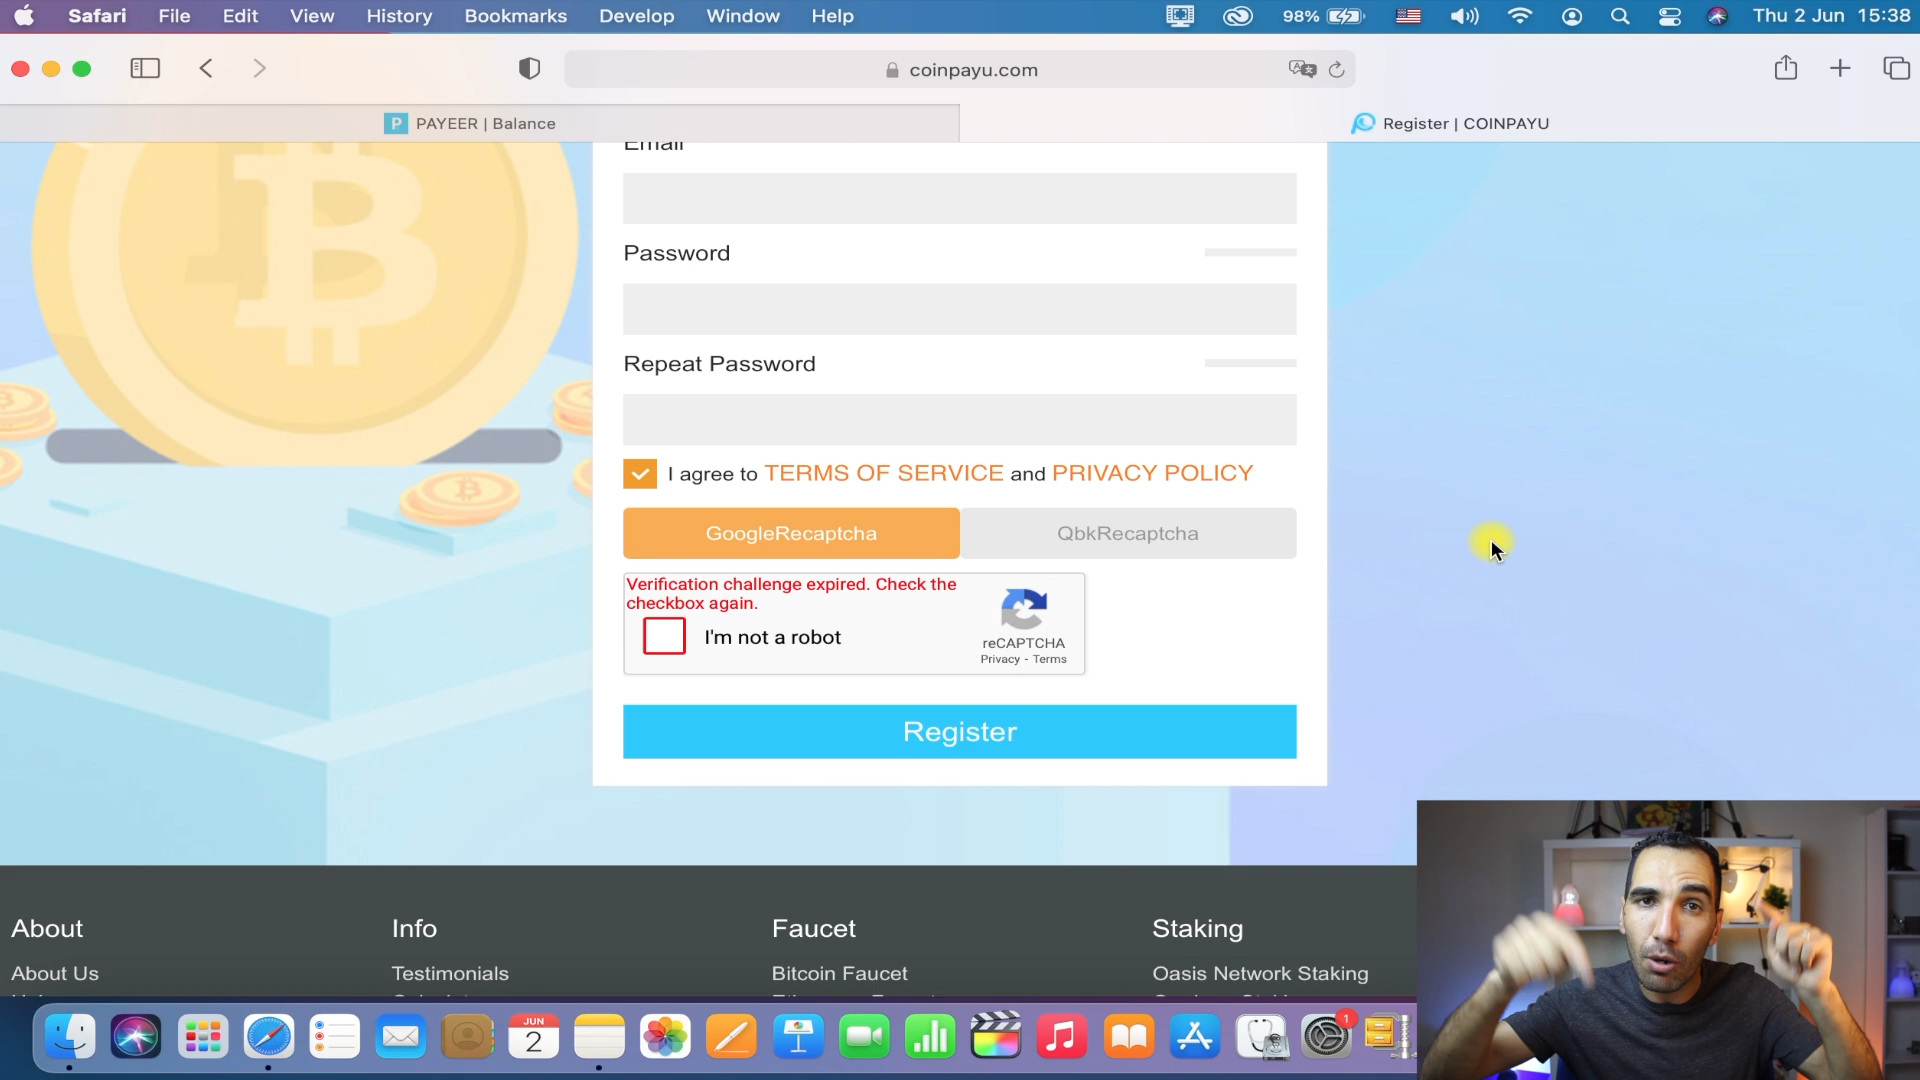 Safari File Edit View History Bookmarks Develop Window Help 98% Thu 2 Jun 15:38
coinpayu.com
P PAYEER | Balance
Register | COINPAYU
Email
Password
Repeat Password
I agree to TERMS OF SERVICE and PRIVACY POLICY
GoogleRecaptcha QbkRecaptcha
Verification challenge expired. Check the
checkbox again.
I'm not a robot
reCAPTCHA
Privacy - Terms
Register
About Info Faucet Staking
About Us Testimonials Bitcoin Faucet Oasis Network Staking
JUN
2
1